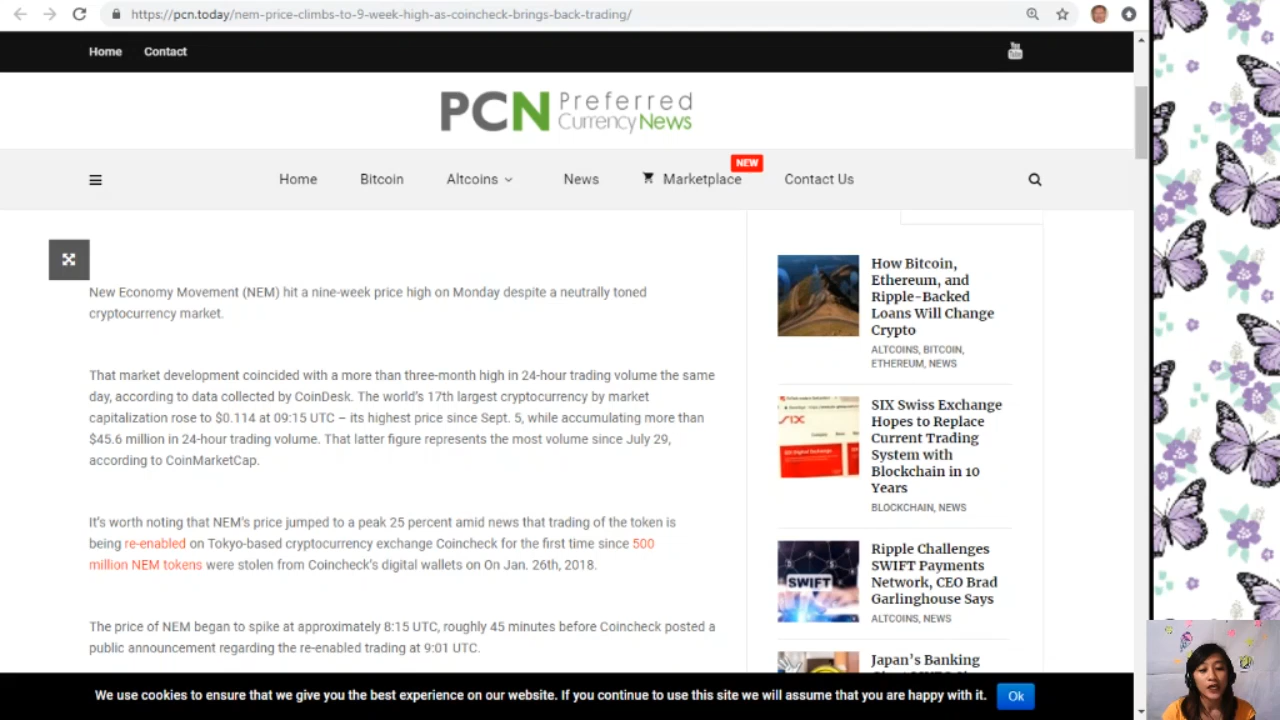 https://pcn.today/nem-price-climbs-to-9-week-high-as-coincheck-brings-back-trading/
Home Contact
You
PCN Preferred
CurrencyNews
NEW
Home Bitcoin Altcoins News Marketplace Contact Us
New Economy Movement (NEM) hit a nine-week price high on Monday despite a neutrally toned
cryptocurrency market.
That market development coincided with a more than three-month high in 24-hour trading volume the same
day, according to data collected by CoinDesk. The world's 17th largest cryptocurrency by market
capitalization rose to $0.114 at 09:15 UTC – its highest price since Sept. 5, while accumulating more than
$45.6 million in 24-hour trading volume. That latter figure represents the most volume since July 29,
according to CoinMarketCap.
It's worth noting that NEM's price jumped to a peak 25 percent amid news that trading of the token is
being re-enabled on Tokyo-based cryptocurrency exchange Coincheck for the first time since 500
million NEM tokens were stolen from Coincheck's digital wallets on On Jan. 26th, 2018.
The price of NEM began to spike at approximately 8:15 UTC, roughly 45 minutes before Coincheck posted a
public announcement regarding the re-enabled trading at 9:01 UTC.
How Bitcoin,
Ethereum, and
Ripple-Backed
Loans Will Change
Crypto
ALTCOINS, BITCOIN,
ETHEREUM, NEWS
SIX
SIX Swiss Exchange
Hopes to Replace
Current Trading
System with
Blockchain in 10
Years
BLOCKCHAIN, NEWS
SWIFT
Ripple Challenges
SWIFT Payments
Network, CEO Brad
Garlinghouse Says
ALTCOINS, NEWS
Japan's Banking
We use cookies to ensure that we give you the best experience on our website. If you continue to use this site we will assume that you are happy with it. Ok